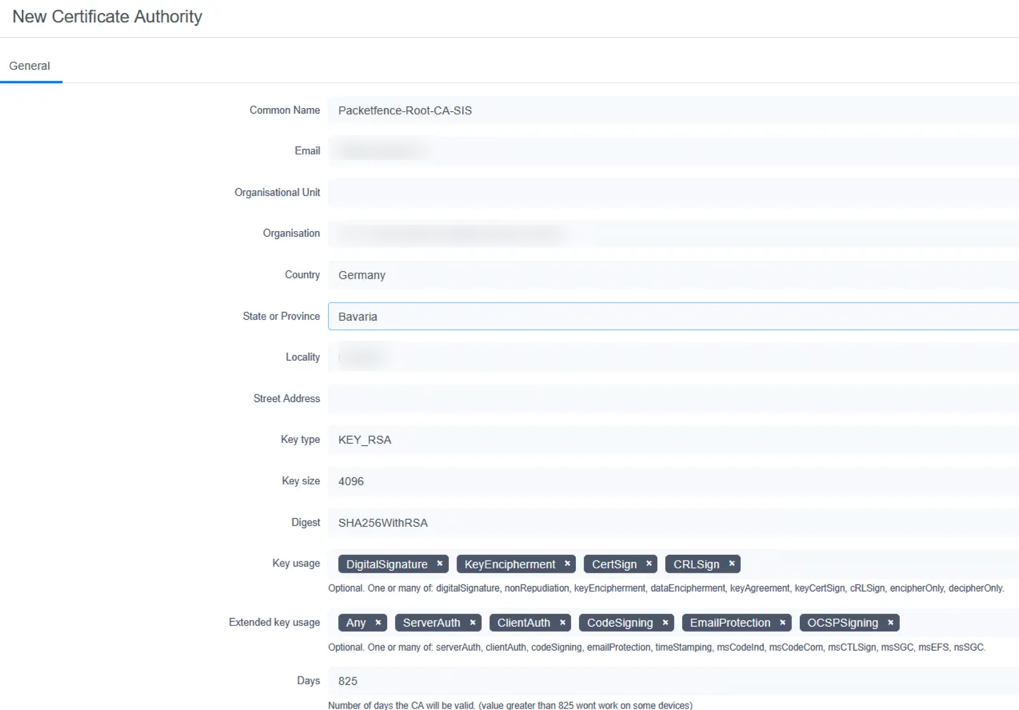 New Certificate Authority
General
Common Name Packetfence-Root-CA-SIS
Email
Organisational Unit
Organisation
Country Germany
State or Province Bavaria
Locality
Street Address
Key type KEY_RSA
Key size 4096
Digest SHA256WithRSA
Key usage DigitalSignature × KeyEncipherment × CertSign × CRLSign ×
Optional. One or many of: digitalSignature, nonRepudiation, keyEncipherment, dataEncipherment, keyAgreement, keyCertSign, cRLSign, encipherOnly, decipherOnly.
Extended key usage Any × ServerAuth × ClientAuth × CodeSigning × EmailProtection × OCSPSigning ×
Optional. One or many of: serverAuth, clientAuth, codeSigning, emailProtection, timeStamping, msCodeInd, msCodeCom, msCTLSign, msSGC, msEFS, nsSGC.
Days 825
Number of days the CA will be valid. (value greater than 825 wont work on some devices)